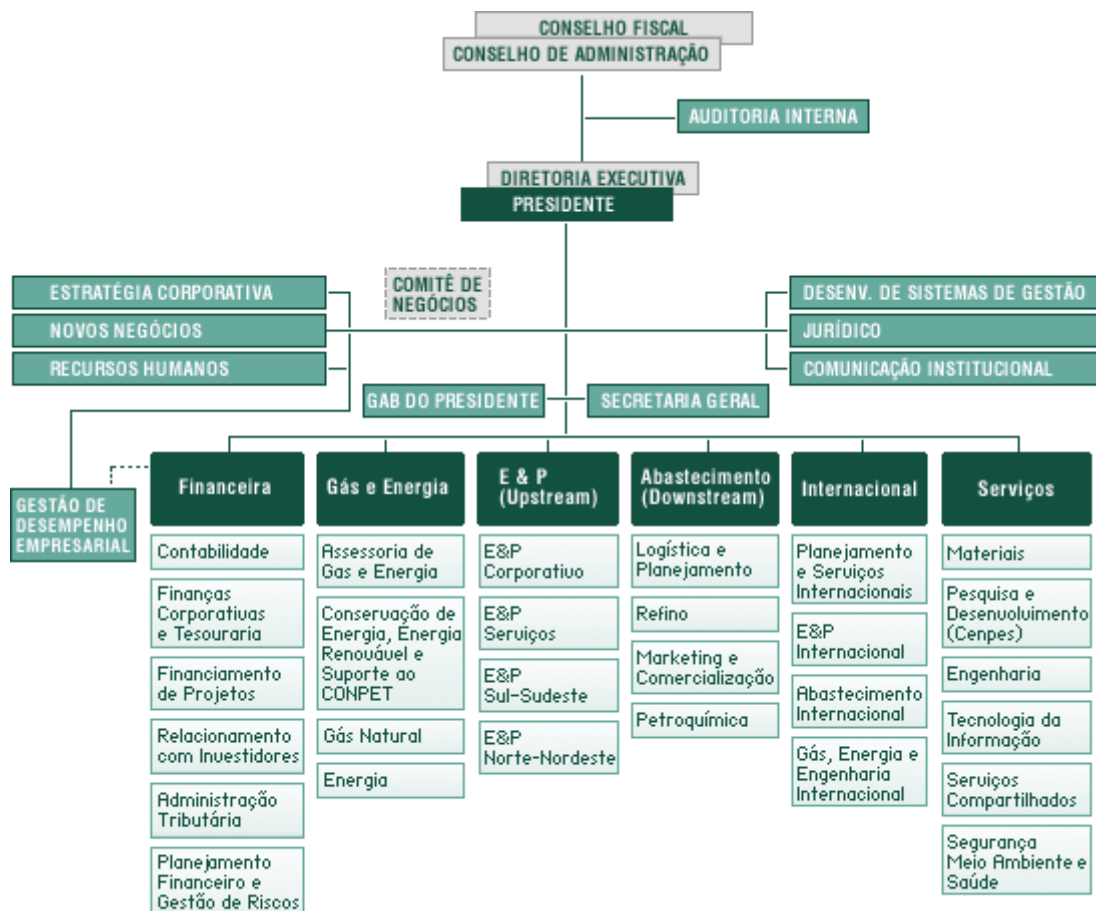 CONSELHO FISCAL
CONSELHO DE ADMINISTRAÇÃO
AUDITORIA INTERNA
DIRETORIA EXECUTIVA
PRESIDENTE
ESTRATÉGIA CORPORATIVA
NOVOS NEGÓCIOS
RECURSOS HUMANOS
COMITÊ DE
NEGÓCIOS
DESENV. DE SISTEMAS DE GESTÃO
JURÍDICO
COMUNICAÇÃO INSTITUCIONAL
GAB DO PRESIDENTE
SECRETARIA GERAL
GESTÃO DE
DESEMPENHO
EMPRESARIAL
Financeira
Contabilidade
Finanças
Corporativas
e Tesouraria
Financiamento
de Projetos
Relacionamento
com Investidores
Administração
Tributária
Planejamento
Financeiro e
Gestão de Riscos
Gás e Energia
Assessoria de
Gas e Energia
Conservação de
Energia, Energia
Renovável e
Suporte ao
CONPET
Gás Natural
Energia
E & P
(Upstream)
E&P
Corporativo
E&P
Serviços
E&P
Sul-Sudeste
E&P
Norte-Nordeste
Abastecimento
(Downstream)
Logística e
Planejamento
Refino
Marketing e
Comercialização
Petroquímica
Internacional
Planejamento
e Serviços
Internacionais
E&P
Internacional
Abastecimento
Internacional
Gás, Energia e
Engenharia
Internacional
Serviços
Materiais
Pesquisa e
Desenvolvimento
(Cenpes)
Engenharia
Tecnologia da
Informação
Serviços
Compartilhados
Segurança
Meio Ambiente e
Saúde